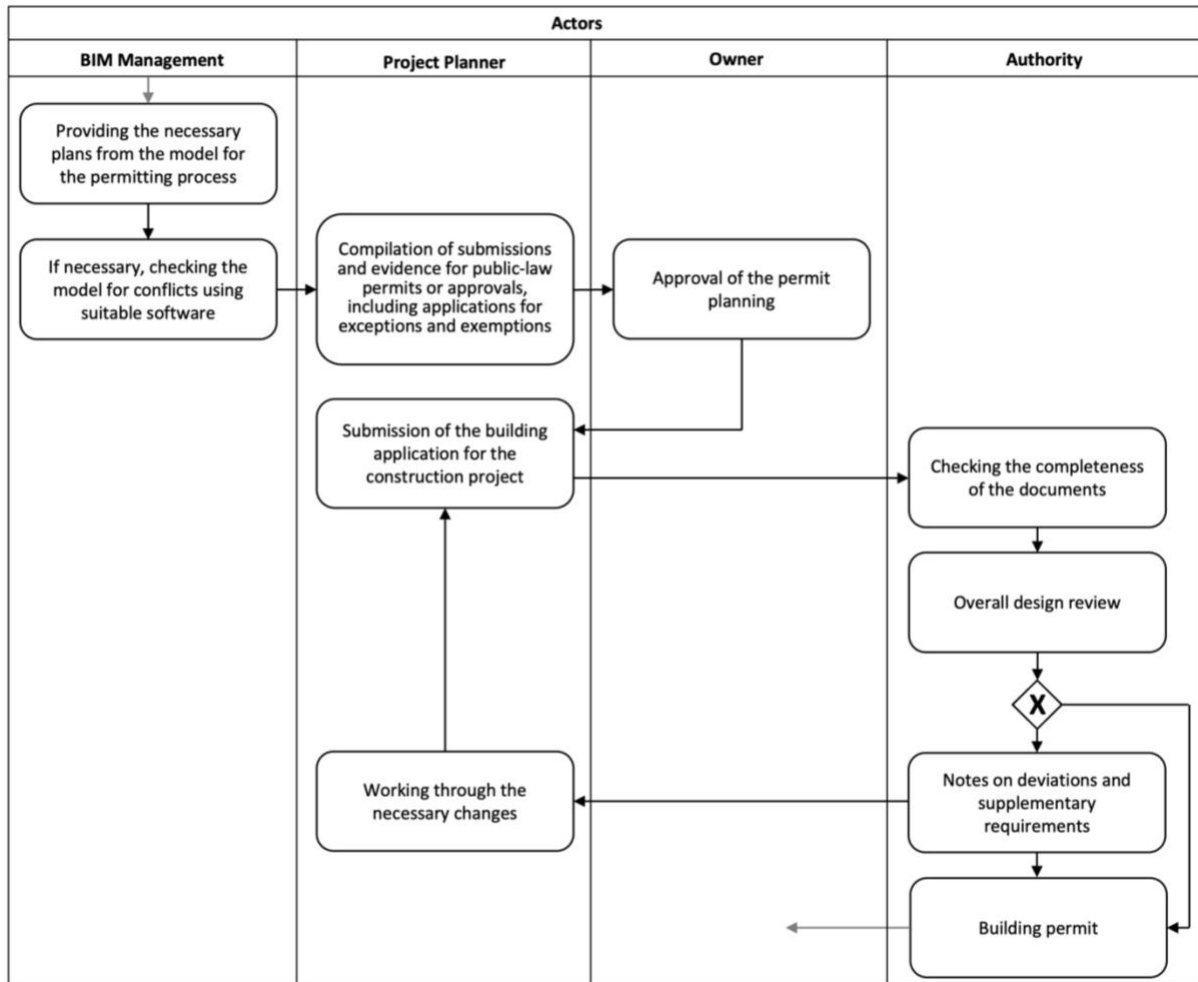 Actors
BIM Management
Project Planner
Owner
Authority
Providing the necessary
plans from the model for
the permitting process
If necessary, checking the
model for conflicts using
suitable software
Compilation of submissions
and evidence for public-law
permits or approvals,
including applications for
exceptions and exemptions
Approval of the permit
planning
Submission of the building
application for the
construction project
Checking the completeness
of the documents
Overall design review
X
Notes on deviations and
supplementary
requirements
Working through the
necessary changes
Building permit